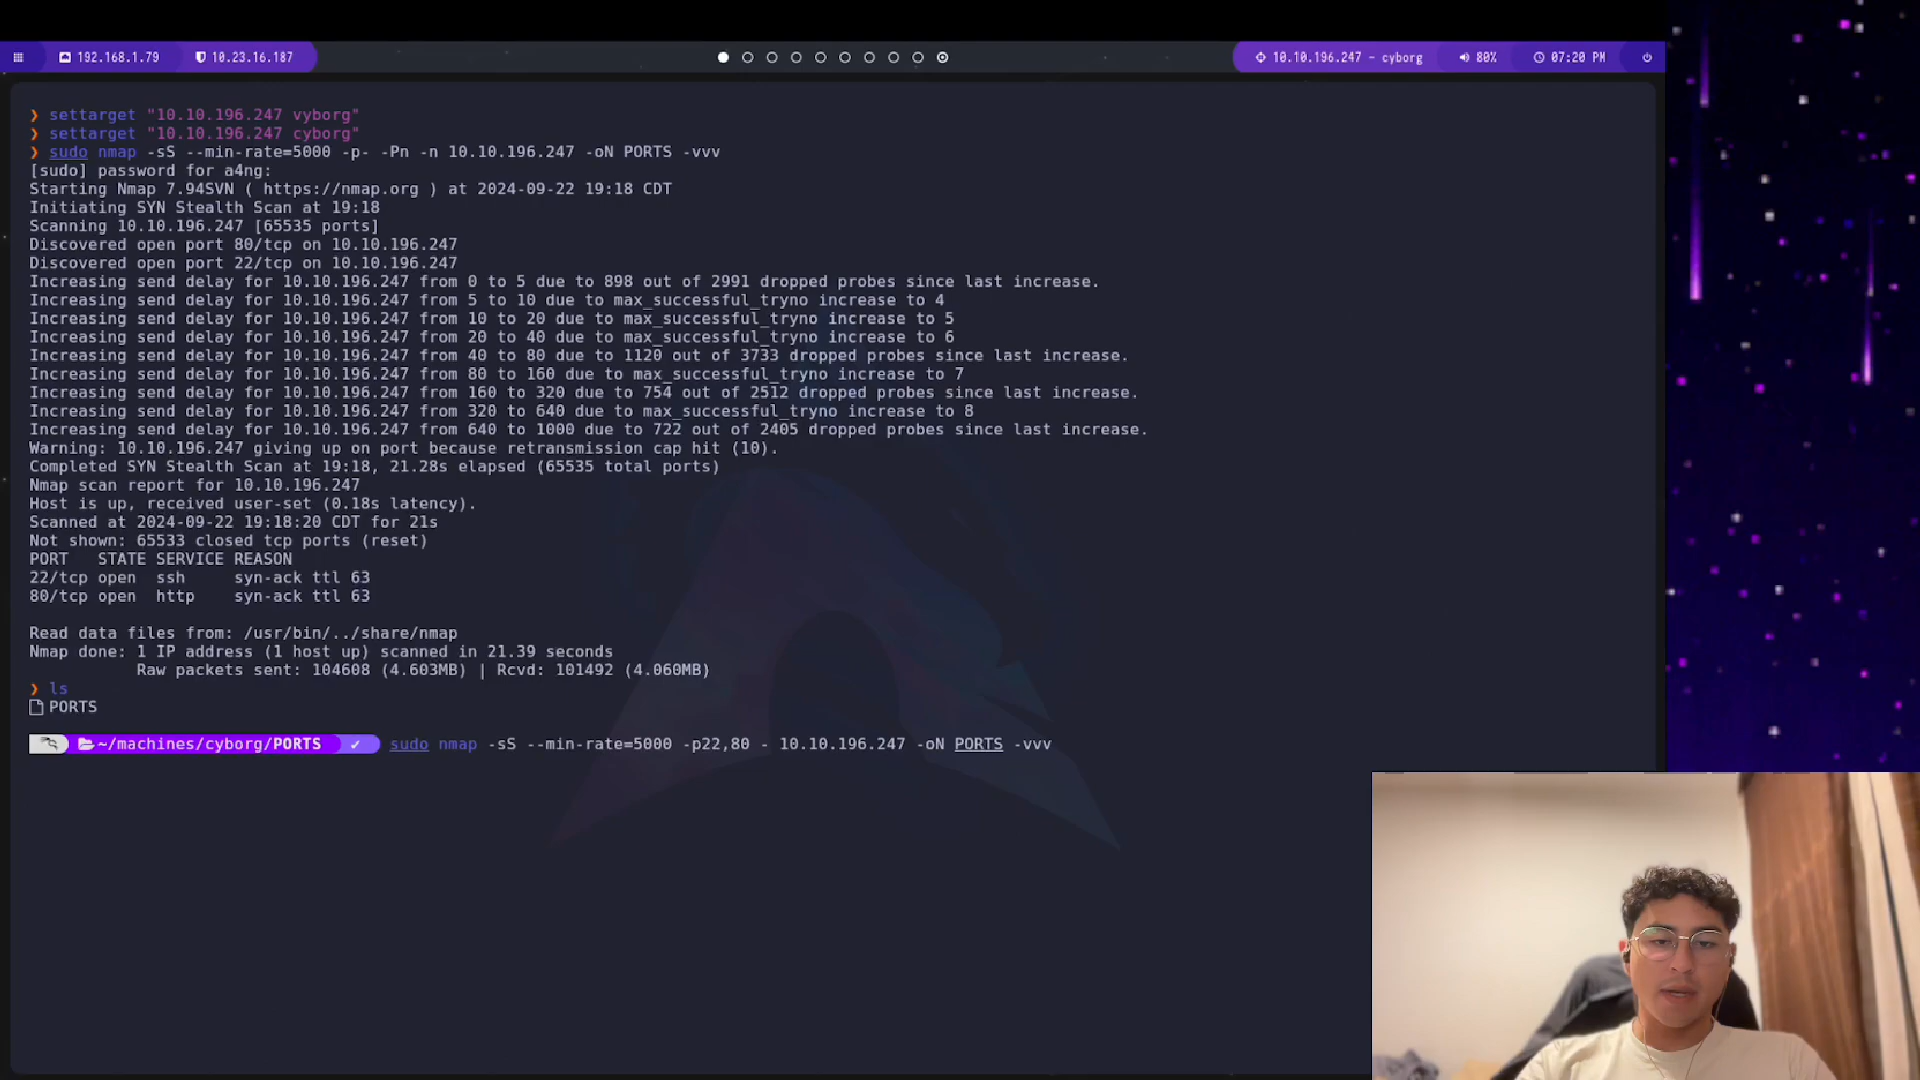 192.168.1.79 10.23.16.187 10.10.196.247 - cyborg 80% 07:20 PM
❯ settarget "10.10.196.247 vyborg"
❯ settarget "10.10.196.247 cyborg"
❯ sudo nmap -sS --min-rate=5000 -p- -Pn -n 10.10.196.247 -oN PORTS -vvv
[sudo] password for a4ng:
Starting Nmap 7.94SVN ( https://nmap.org ) at 2024-09-22 19:18 CDT
Initiating SYN Stealth Scan at 19:18
Scanning 10.10.196.247 [65535 ports]
Discovered open port 80/tcp on 10.10.196.247
Discovered open port 22/tcp on 10.10.196.247
Increasing send delay for 10.10.196.247 from 0 to 5 due to 898 out of 2991 dropped probes since last increase.
Increasing send delay for 10.10.196.247 from 5 to 10 due to max_successful_tryno increase to 4
Increasing send delay for 10.10.196.247 from 10 to 20 due to max_successful_tryno increase to 5
Increasing send delay for 10.10.196.247 from 20 to 40 due to max_successful_tryno increase to 6
Increasing send delay for 10.10.196.247 from 40 to 80 due to 1120 out of 3733 dropped probes since last increase.
Increasing send delay for 10.10.196.247 from 80 to 160 due to max_successful_tryno increase to 7
Increasing send delay for 10.10.196.247 from 160 to 320 due to 754 out of 2512 dropped probes since last increase.
Increasing send delay for 10.10.196.247 from 320 to 640 due to max_successful_tryno increase to 8
Increasing send delay for 10.10.196.247 from 640 to 1000 due to 722 out of 2405 dropped probes since last increase.
Warning: 10.10.196.247 giving up on port because retransmission cap hit (10).
Completed SYN Stealth Scan at 19:18, 21.28s elapsed (65535 total ports)
Nmap scan report for 10.10.196.247
Host is up, received user-set (0.18s latency).
Scanned at 2024-09-22 19:18:20 CDT for 21s
Not shown: 65533 closed tcp ports (reset)
PORT   STATE SERVICE REASON
22/tcp open  ssh     syn-ack ttl 63
80/tcp open  http    syn-ack ttl 63
Read data files from: /usr/bin/../share/nmap
Nmap done: 1 IP address (1 host up) scanned in 21.39 seconds
           Raw packets sent: 104608 (4.603MB) | Rcvd: 101492 (4.060MB)
❯ ls
PORTS
~/machines/cyborg/PORTS ✓ sudo nmap -sS --min-rate=5000 -p22,80 - 10.10.196.247 -oN PORTS -vvv